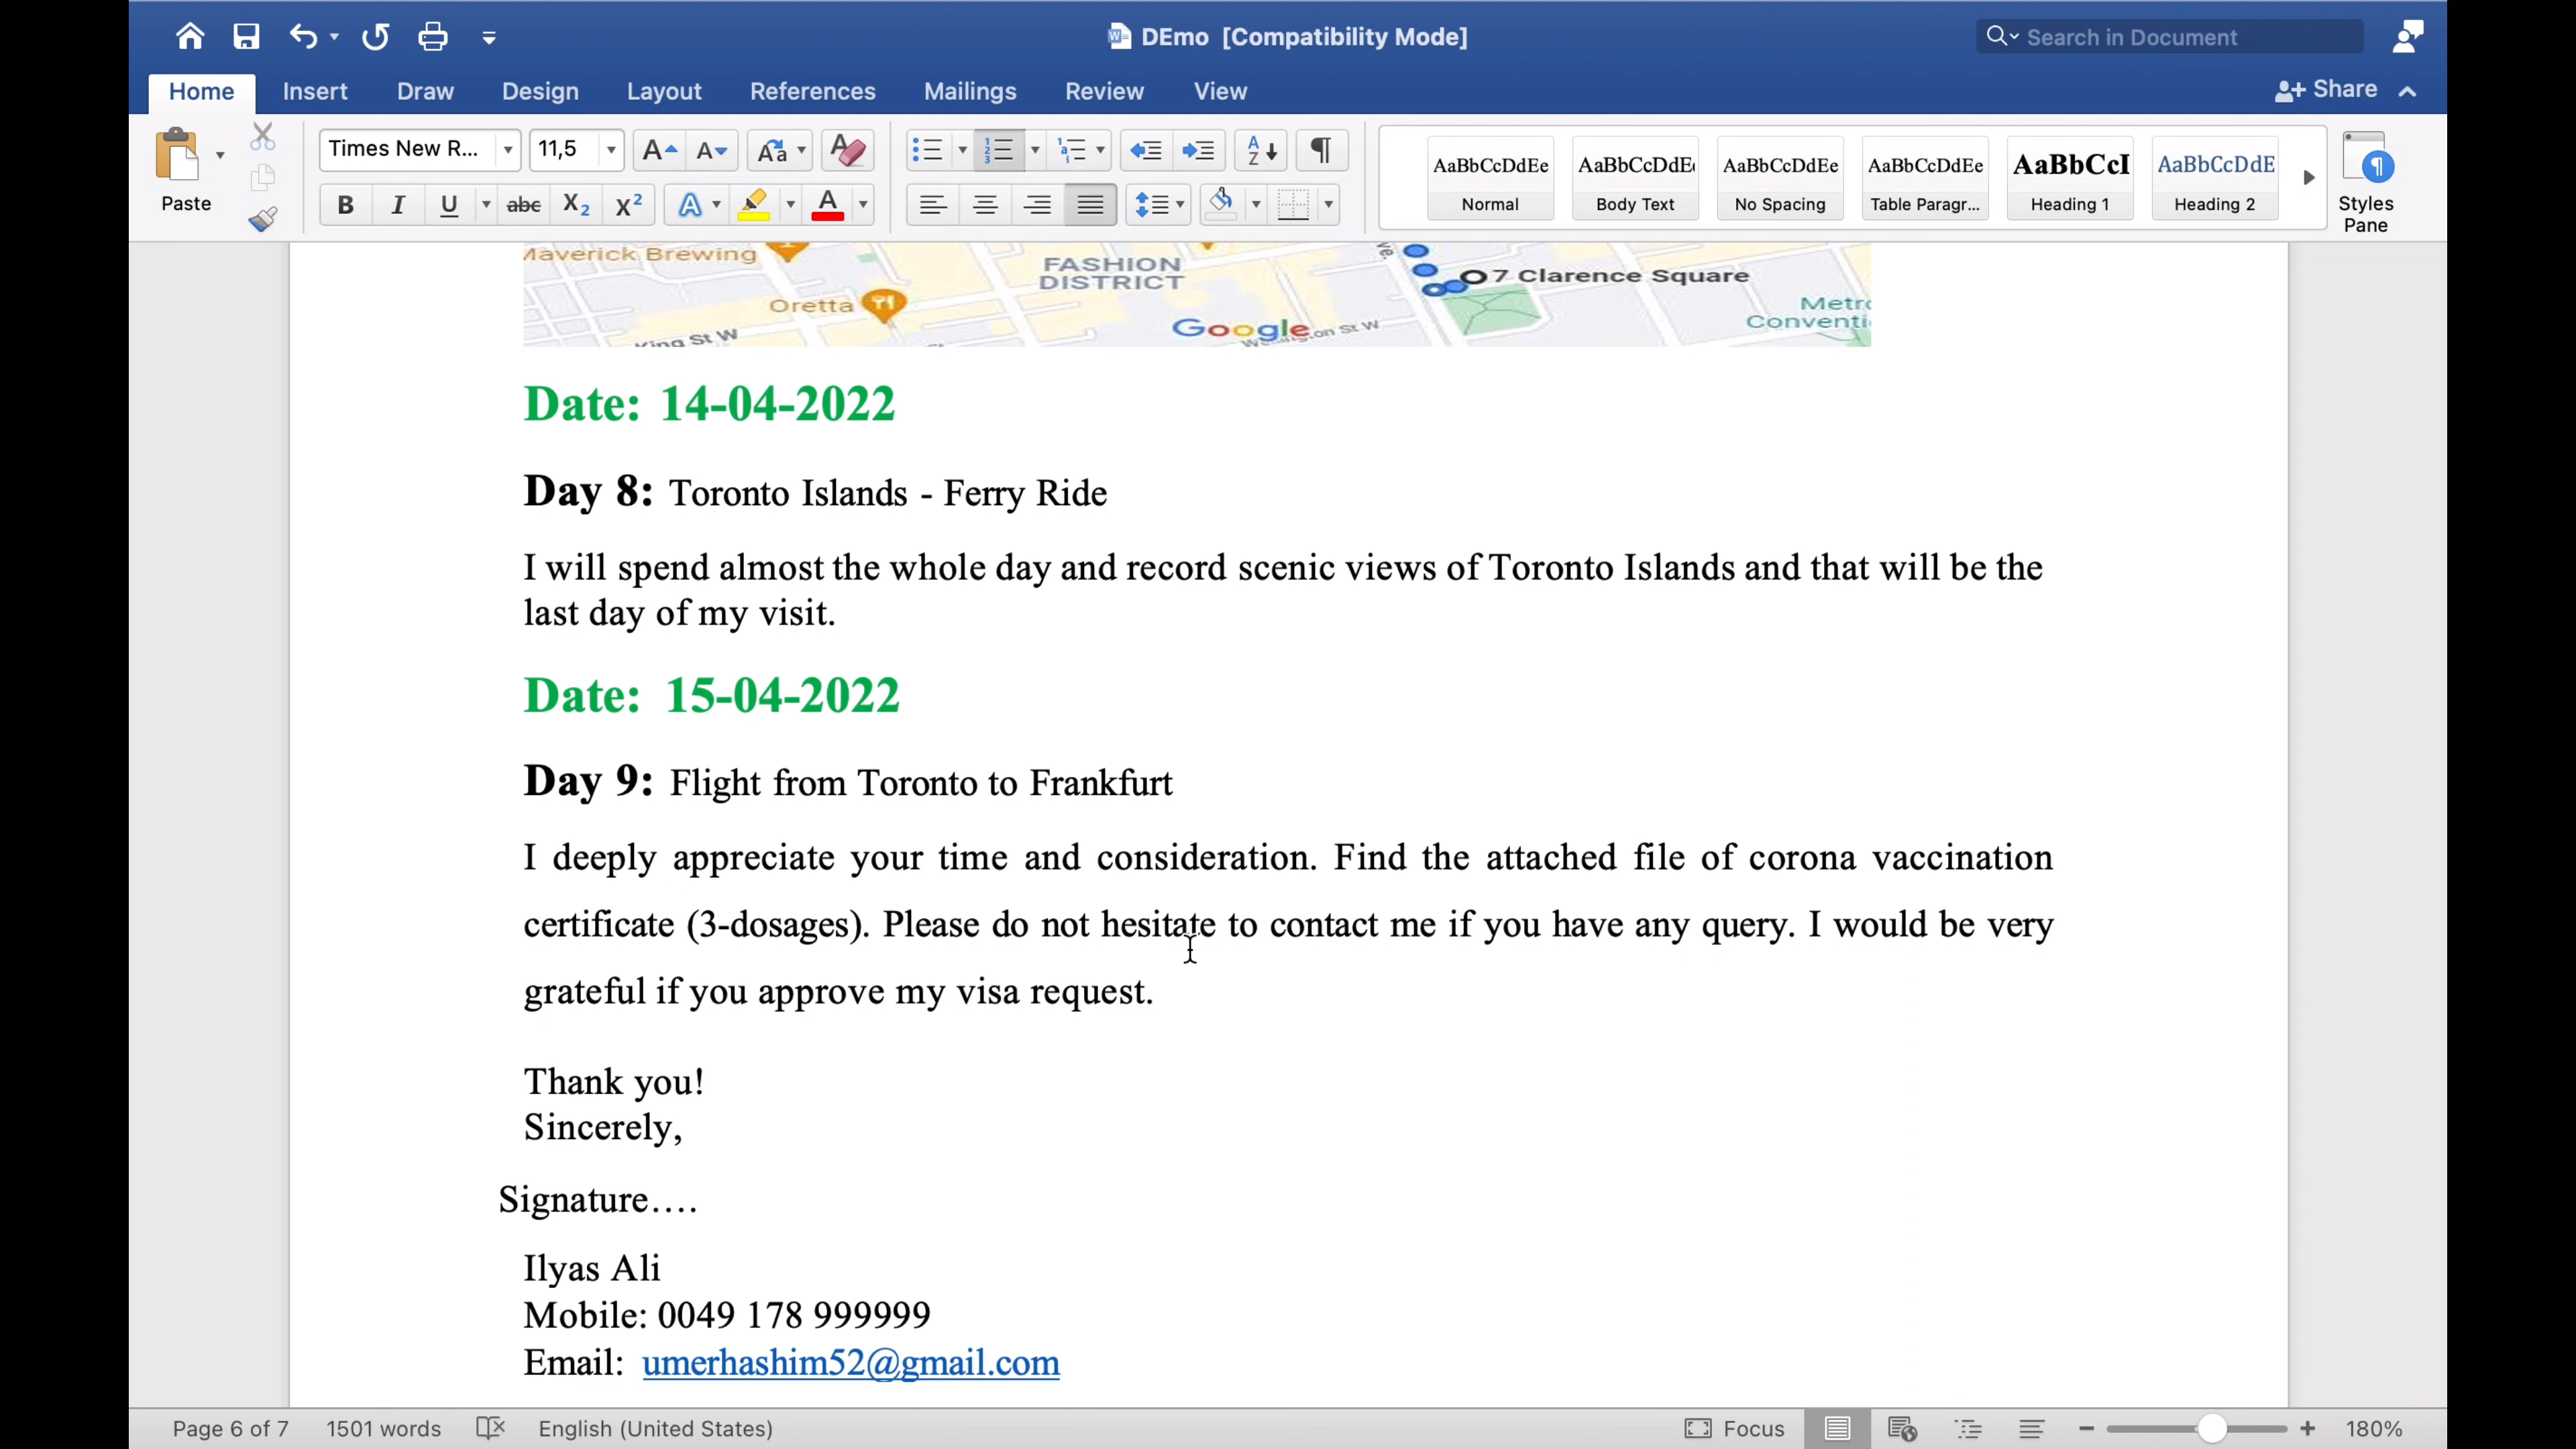 DEmo [Compatibility Mode]
Search in Document
Home Insert Draw Design Layout References Mailings Review View
Share
Paste
Times New R...
11,5
AaBbCcDdEe
Normal
AaBbCcDdE
Body Text
AaBbCcDdEe
No Spacing
AaBbCcDdEe
Table Paragr...
AaBbCcI
Heading 1
AaBbCcDdE
Heading 2
Styles
Pane
Maverick Brewing
FASHION
DISTRICT
7 Clarence Square
Oretta
Google
King St W
Date: 14-04-2022
Day 8: Toronto Islands - Ferry Ride
I will spend almost the whole day and record scenic views of Toronto Islands and that will be the
last day of my visit.
Date: 15-04-2022
Day 9: Flight from Toronto to Frankfurt
I deeply appreciate your time and consideration. Find the attached file of corona vaccination
certificate (3-dosages). Please do not hesitate to contact me if you have any query. I would be very
grateful if you approve my visa request.
Thank you!
Sincerely,
Signature….
Ilyas Ali
Mobile: 0049 178 999999
Email: umerhashim52@gmail.com
Page 6 of 7
1501 words
English (United States)
Focus
180%